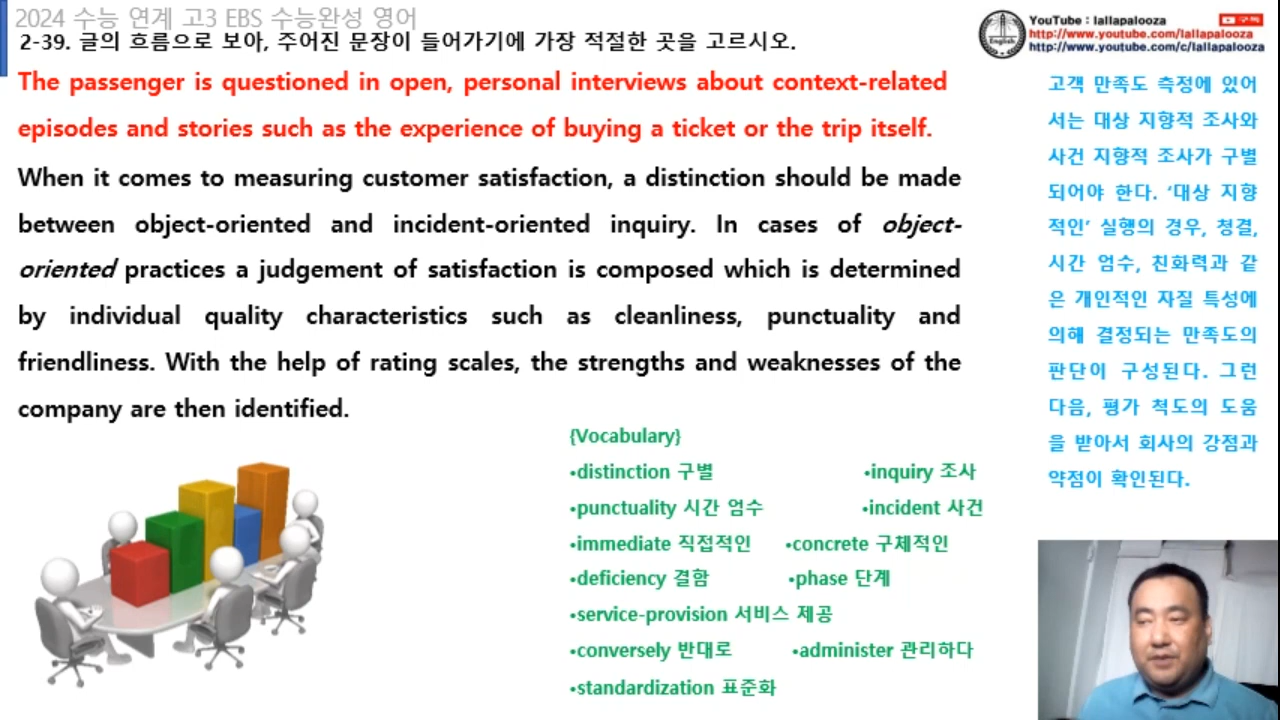 2024 수능 연계 고3 EBS 수능완성 영어
2-39. 글의 흐름으로 보아, 주어진 문장이 들어가기에 가장 적절한 곳을 고르시오.
English
YouTube : lallapalooza
구독
http://www.youtube.com/lallapalooza
http://www.youtube.com/c/lallapalooza
The passenger is questioned in open, personal interviews about context-related
episodes and stories such as the experience of buying a ticket or the trip itself.
When it comes to measuring customer satisfaction, a distinction should be made
between object-oriented and incident-oriented inquiry. In cases of object-
oriented practices a judgement of satisfaction is composed which is determined
by individual quality characteristics such as cleanliness, punctuality and
friendliness. With the help of rating scales, the strengths and weaknesses of the
company are then identified.
고객 만족도 측정에 있어
서는 대상 지향적 조사와
사건 지향적 조사가 구별
되어야 한다. ‘대상 지향
적인’ 실행의 경우, 청결,
시간 엄수, 친화력과 같
은 개인적인 자질 특성에
의해 결정되는 만족도의
판단이 구성된다. 그런
다음, 평가 척도의 도움
을 받아서 회사의 강점과
약점이 확인된다.
{Vocabulary}
•distinction 구별 •inquiry 조사
•punctuality 시간 엄수 •incident 사건
•immediate 직접적인 •concrete 구체적인
•deficiency 결함 •phase 단계
•service-provision 서비스 제공
•conversely 반대로 •administer 관리하다
•standardization 표준화